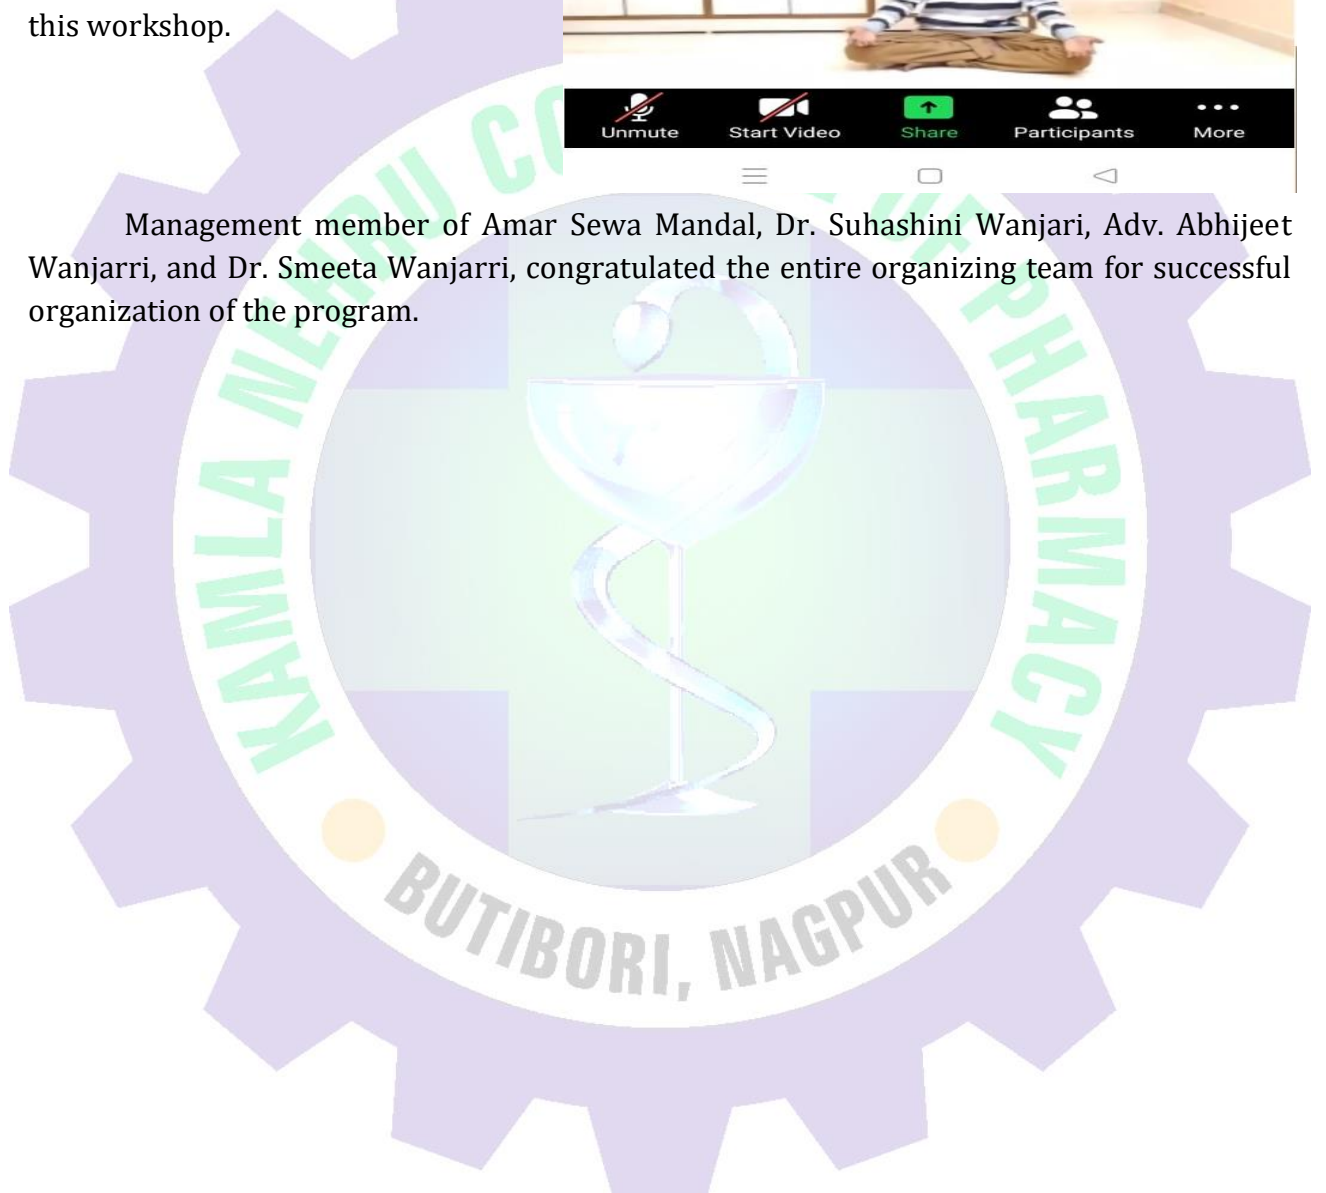 this workshop.
Unmute Start Video Share Participants More
Management member of Amar Sewa Mandal, Dr. Suhashini Wanjari, Adv. Abhijeet
Wanjarri, and Dr. Smeeta Wanjarri, congratulated the entire organizing team for successful
organization of the program.
KAMLA NEHRU CO OF PHARMACY
BUTIBORI, NAGPUR